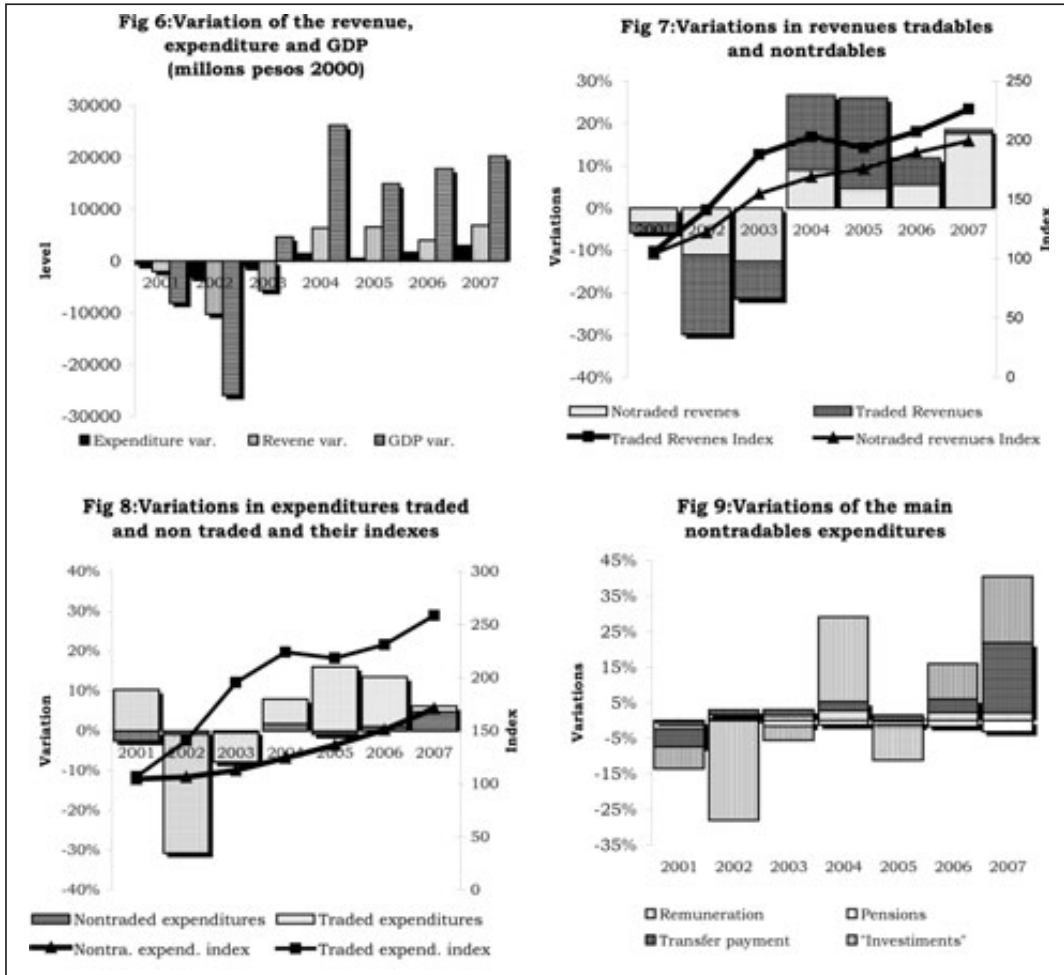 Fig 6:Variation of the revenue,
expenditure and GDP
(millons pesos 2000)
30000
20000
10000
0
-10000
-20000
-30000
level
2001 2002 2003 2004 2005 2006 2007
Expenditure var. Revene var. GDP var.
Fig 7:Variations in revenues tradables
and nontrdables
30%
20%
10%
0%
-10%
-20%
-30%
-40%
Variations
250
200
150
100
50
0
Index
2001 2002 2003 2004 2005 2006 2007
Notraded revenes Traded Revenues
Traded Revenes Index Notraded revenues Index
Fig 8:Variations in expenditures traded
and non traded and their indexes
40%
30%
20%
10%
0%
-10%
-20%
-30%
-40%
Variation
300
250
200
150
100
50
0
Index
2001 2002 2003 2004 2005 2006 2007
Nontraded expenditures Traded expenditures
Nontra. expend. index Traded expend. index
Fig 9:Variations of the main
nontradables expenditures
45%
35%
25%
15%
5%
-5%
-15%
-25%
-35%
Variations
2001 2002 2003 2004 2005 2006 2007
Remuneration Pensions
Transfer payment "Investiments"